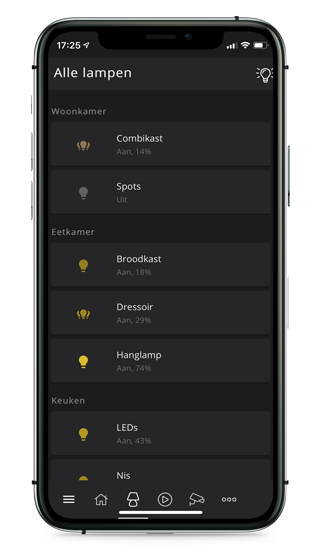 17:25
Alle lampen
Woonkamer
Combikast
Aan, 14%
Spots
Uit
Eetkamer
Broodkast
Aan, 18%
Dressoir
Aan, 29%
Hanglamp
Aan, 74%
Keuken
LEDs
Aan, 43%
Nis